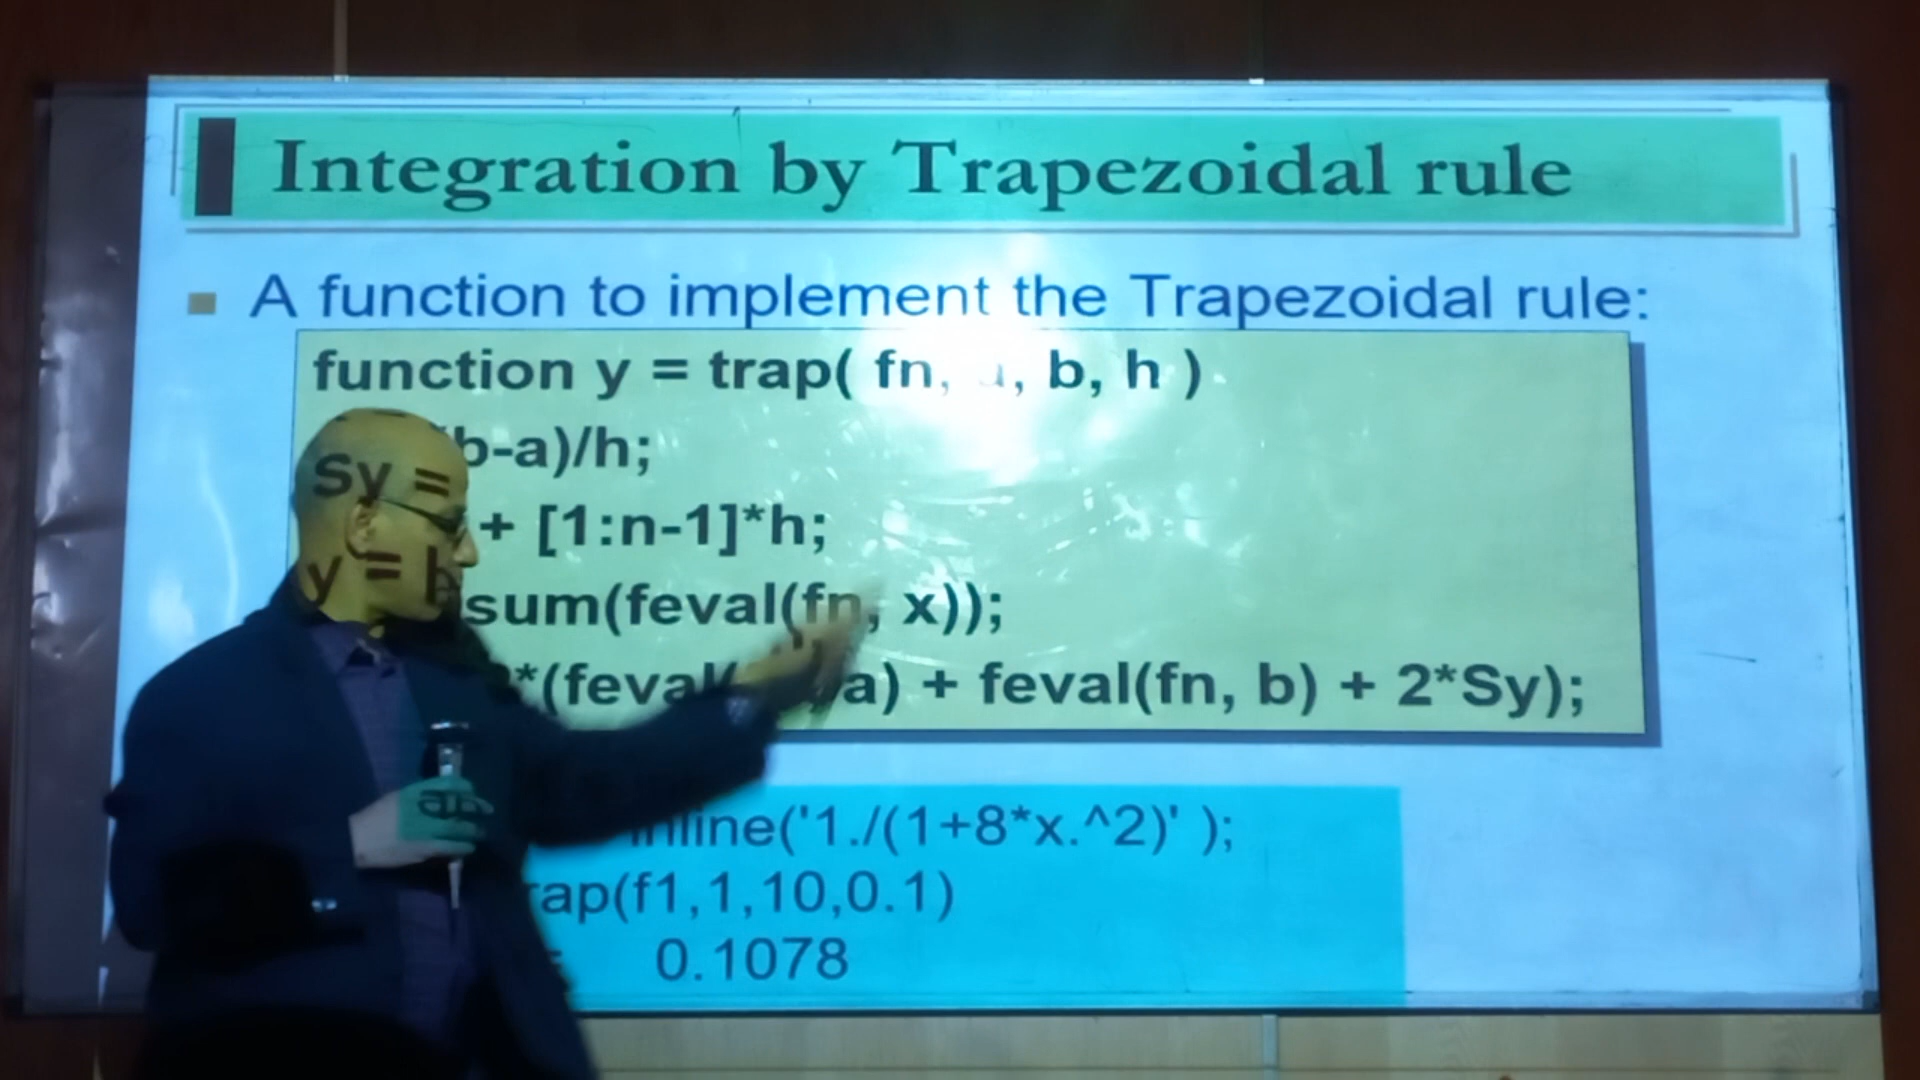 Integration by Trapezoidal rule
A function to implement the Trapezoidal rule:
function y = trap( fn, , b, h )
b-a)/h;
+ [1:n-1]*h;
Sy = sum(feval(fn, x));
y = h *(feval( a) + feval(fn, b) + 2*Sy);
inline('1./(1+8*x.^2)' );
rap(f1,1,10,0.1)
an = 0.1078